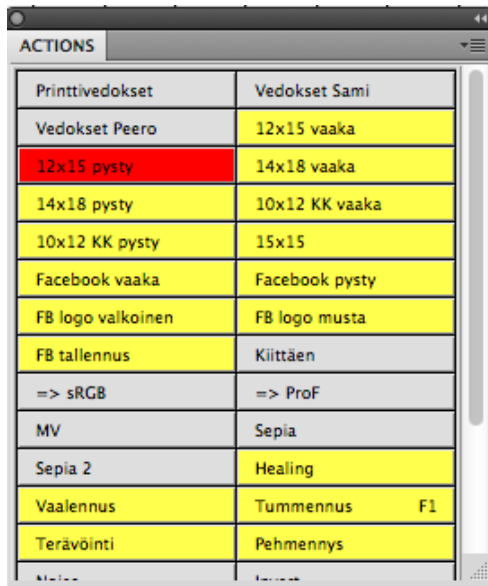 ACTIONS
Printtivedokset Vedokset Sami
Vedokset Peero 12x15 vaaka
12x15 pysty 14x18 vaaka
14x18 pysty 10x12 KK vaaka
10x12 KK pysty 15x15
Facebook vaaka Facebook pysty
FB logo valkoinen FB logo musta
FB tallennus Kiittäen
=> sRGB => ProF
MV Sepia
Sepia 2 Healing
Vaalennus Tummennus F1
Terävöinti Pehmennys